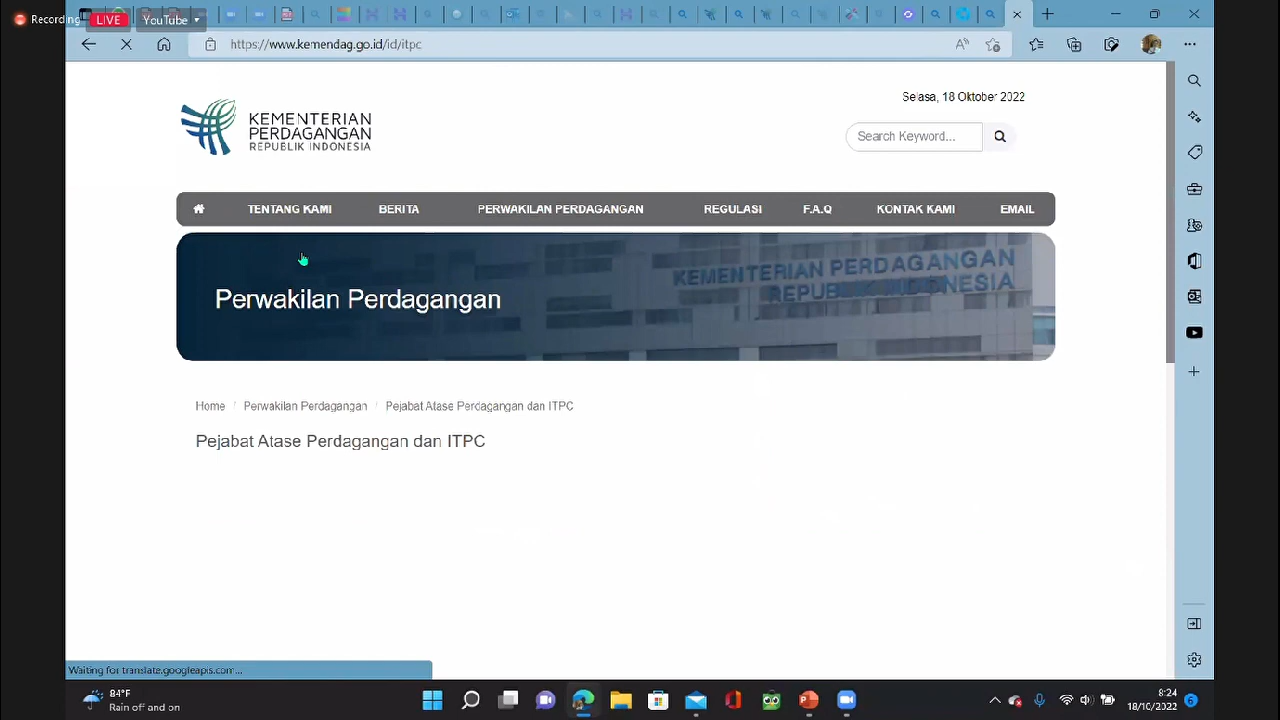 Recording
LIVE
YouTube
https://www.kemendag.go.id/id/itpc
KEMENTERIAN
PERDAGANGAN
REPUBLIK INDONESIA
Selasa, 18 Oktober 2022
Search Keyword...
TENTANG KAMI BERITA PERWAKILAN PERDAGANGAN REGULASI F.A.Q KONTAK KAMI EMAIL
KEMENTERIAN PERDAGANGAN
REPUBLIK INDONESIA
Perwakilan Perdagangan
Home / Perwakilan Perdagangan / Pejabat Atase Perdagangan dan ITPC
Pejabat Atase Perdagangan dan ITPC
Waiting for translate.googleapis.com...
84°F
Rain off and on
8:24
18/10/2022
6